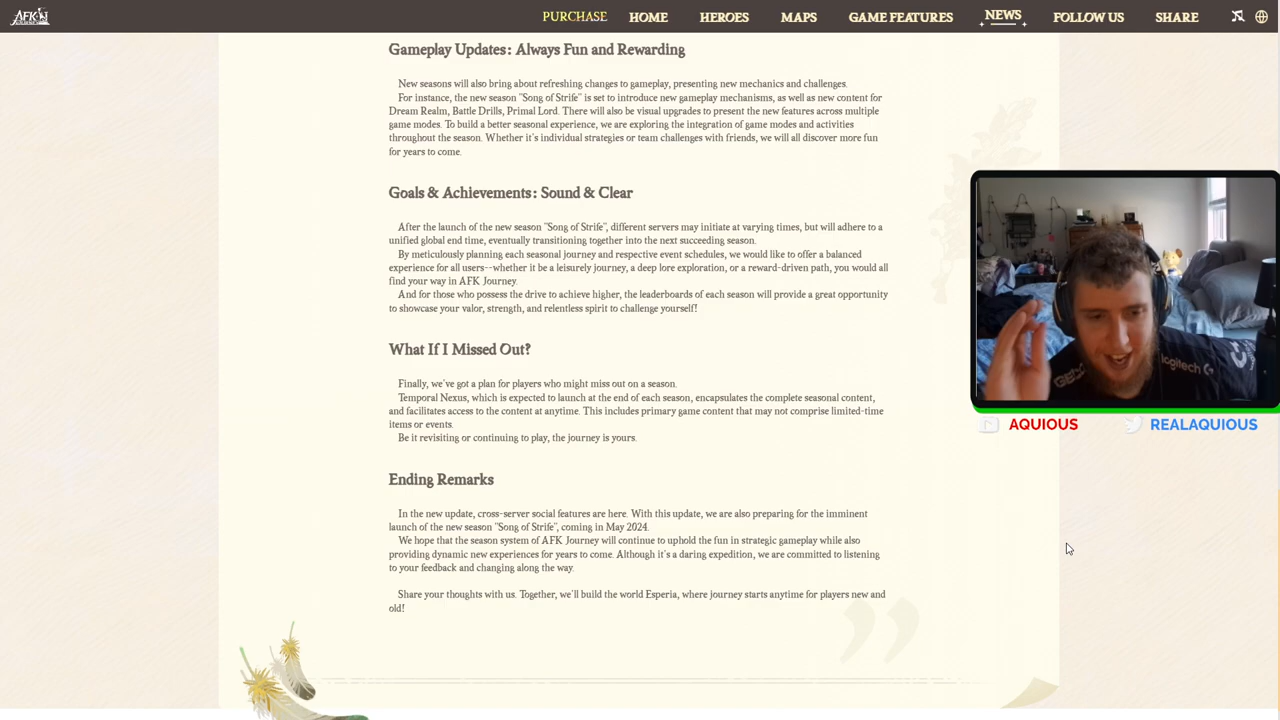 AFK
PURCHASE
HOME
HEROES
MAPS
GAME FEATURES
NEWS
FOLLOW US
SHARE
Gameplay Updates: Always Fun and Rewarding
New seasons will also bring about refreshing changes to gameplay, presenting new mechanics and challenges.
For instance, the new season "Song of Strife" is set to introduce new gameplay mechanisms, as well as new content for
Dream Realm, Battle Drills, Primal Lord. There will also be visual upgrades to present the new features across multiple
game modes. To build a better seasonal experience, we are exploring the integration of game modes and activities
throughout the season. Whether it's individual strategies or team challenges with friends, we will all discover more fun
for years to come.
Goals & Achievements: Sound & Clear
After the launch of the new season "Song of Strife", different servers may initiate at varying times, but will adhere to a
unified global end time, eventually transitioning together into the next succeeding season.
By meticulously planning each seasonal journey and respective event schedules, we would like to offer a balanced
experience for all users--whether it be a leisurely journey, a deep lore exploration, or a reward-driven path, you would all
find your way in AFK Journey.
And for those who possess the drive to achieve higher, the leaderboards of each season will provide a great opportunity
to showcase your valor, strength, and relentless spirit to challenge yourself!
What If I Missed Out?
Finally, we've got a plan for players who might miss out on a season.
Temporal Nexus, which is expected to launch at the end of each season, encapsulates the complete seasonal content,
and facilitates access to the content at anytime. This includes primary game content that may not comprise limited-time
items or events.
Be it revisiting or continuing to play, the journey is yours.
Ending Remarks
In the new update, cross-server social features are here. With this update, we are also preparing for the imminent
launch of the new season "Song of Strife", coming in May 2024.
We hope that the season system of AFK Journey will continue to uphold the fun in strategic gameplay while also
providing dynamic new experiences for years to come. Although it's a daring expedition, we are committed to listening
to your feedback and changing along the way.
Share your thoughts with us. Together, we'll build the world Esperia, where journey starts anytime for players new and
old!
logitech G
AQUIOUS
REALAQUIOUS